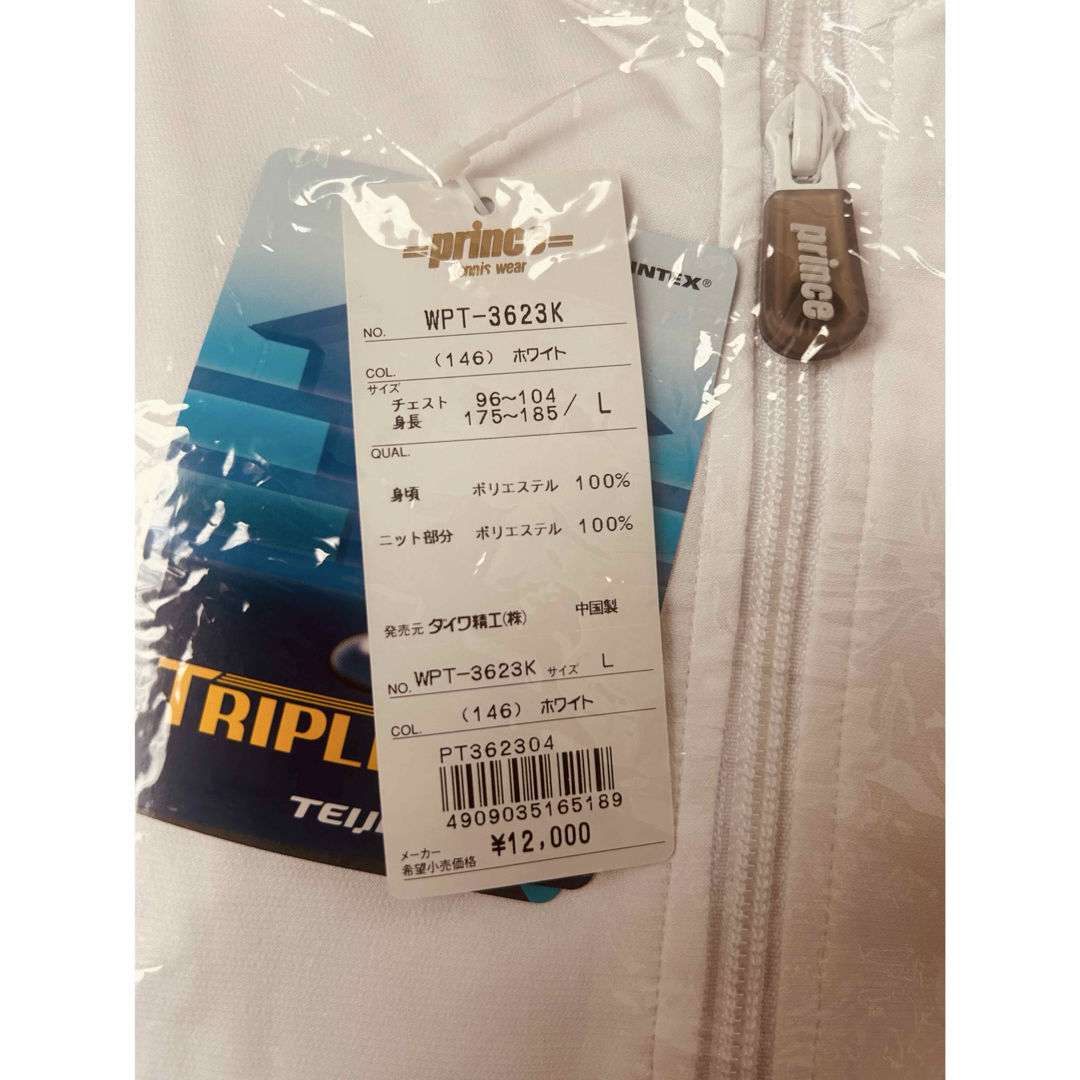 prince
tennis wear
NO. WPT-3623K
COL. (146) ホワイト
サイズ
チェスト 96~104
身長 175~185 / L
QUAL.
身頃 ポリエステル 100%
ニット部分 ポリエステル 100%
発売元 ダイワ精工(株) 中国製
NO. WPT-3623K サイズ L
COL. (146) ホワイト
PT362304
4909035165189
メーカー
希望小売価格 ¥12,000
prince